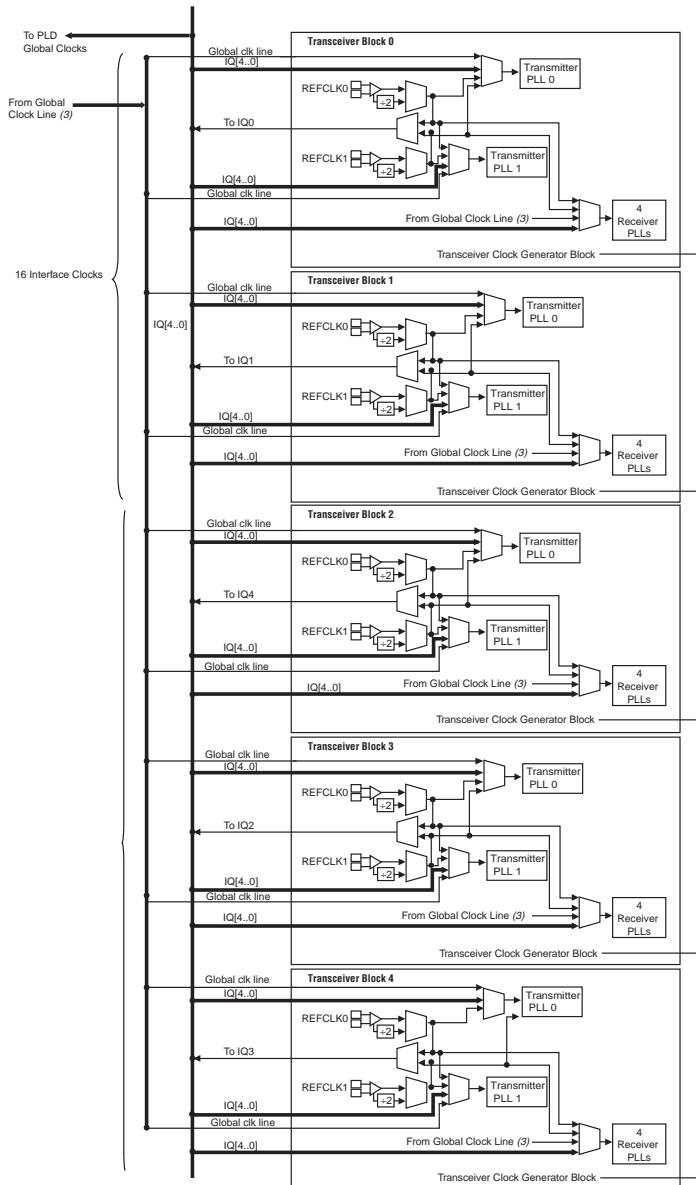 To PLD
Global Clocks
From Global
Clock Line (3)
16 Interface Clocks
IQ[4..0]
Transceiver Block 0
Global clk line
IQ[4..0]
REFCLK0
÷2
Transmitter
PLL 0
To IQ0
REFCLK1
÷2
Transmitter
PLL 1
IQ[4..0]
Global clk line
IQ[4..0]
From Global Clock Line (3)
4
Receiver
PLLs
Transceiver Clock Generator Block
Transceiver Block 1
Global clk line
IQ[4..0]
REFCLK0
÷2
Transmitter
PLL 0
To IQ1
REFCLK1
÷2
Transmitter
PLL 1
IQ[4..0]
Global clk line
IQ[4..0]
From Global Clock Line (3)
4
Receiver
PLLs
Transceiver Clock Generator Block
Transceiver Block 2
Global clk line
IQ[4..0]
REFCLK0
÷2
Transmitter
PLL 0
To IQ4
REFCLK1
÷2
Transmitter
PLL 1
IQ[4..0]
Global clk line
IQ[4..0]
From Global Clock Line (3)
4
Receiver
PLLs
Transceiver Clock Generator Block
Transceiver Block 3
Global clk line
IQ[4..0]
REFCLK0
÷2
Transmitter
PLL 0
To IQ2
REFCLK1
÷2
Transmitter
PLL 1
IQ[4..0]
Global clk line
IQ[4..0]
From Global Clock Line (3)
4
Receiver
PLLs
Transceiver Clock Generator Block
Transceiver Block 4
Global clk line
IQ[4..0]
REFCLK0
÷2
Transmitter
PLL 0
To IQ3
REFCLK1
÷2
Transmitter
PLL 1
IQ[4..0]
Global clk line
IQ[4..0]
From Global Clock Line (3)
4
Receiver
PLLs
Transceiver Clock Generator Block